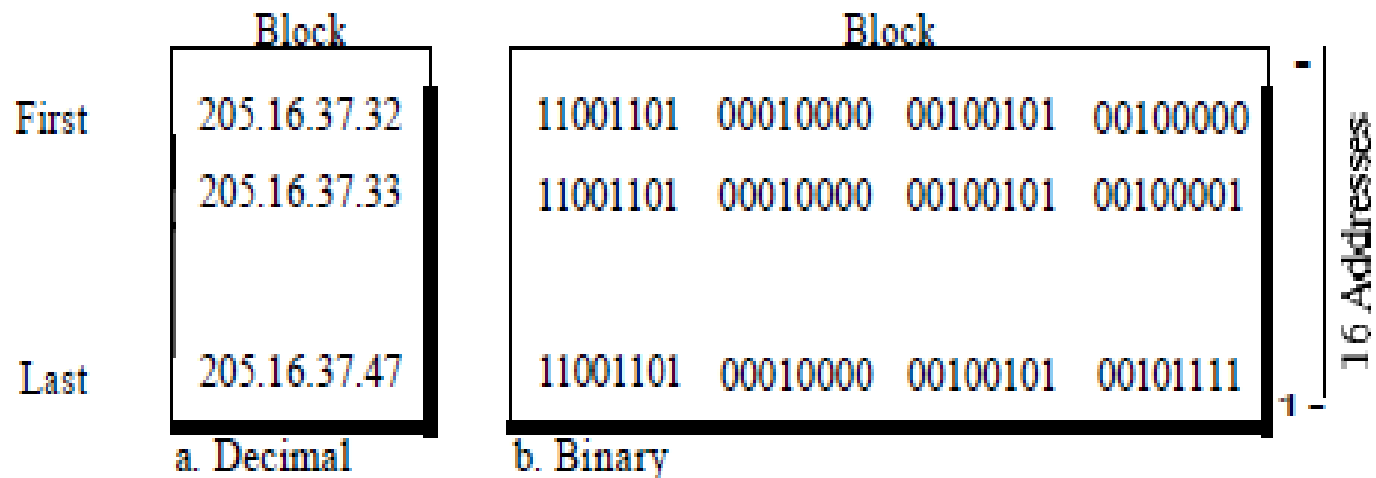 Block Block
First 205.16.37.32 11001101 00010000 00100101 00100000
205.16.37.33 11001101 00010000 00100101 00100001
Last 205.16.37.47 11001101 00010000 00100101 00101111
16 Addresses
a. Decimal b. Binary